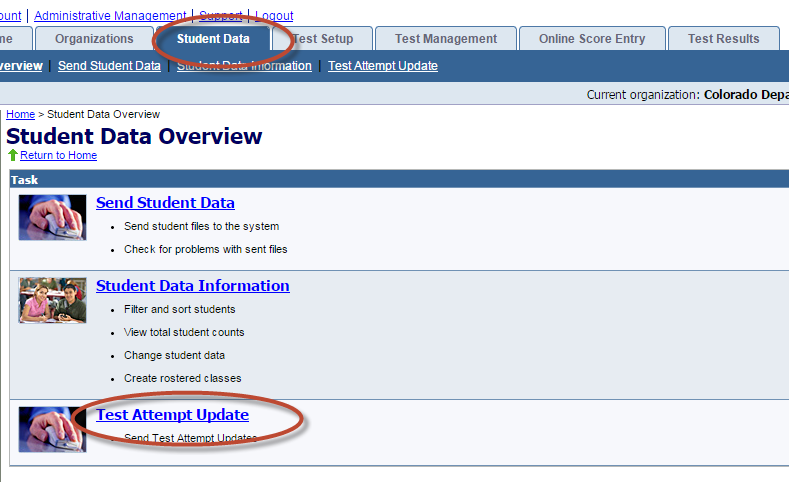 ount | Administrative Management | Support | Logout
me Organizations Student Data Test Setup Test Management Online Score Entry Test Results
verview | Send Student Data | Student Data Information | Test Attempt Update
Current organization: Colorado Depa
Home > Student Data Overview
Student Data Overview
Return to Home
Task
Send Student Data
• Send student files to the system
• Check for problems with sent files
Student Data Information
• Filter and sort students
• View total student counts
• Change student data
• Create rostered classes
Test Attempt Update
• Send Test Attempt Updates